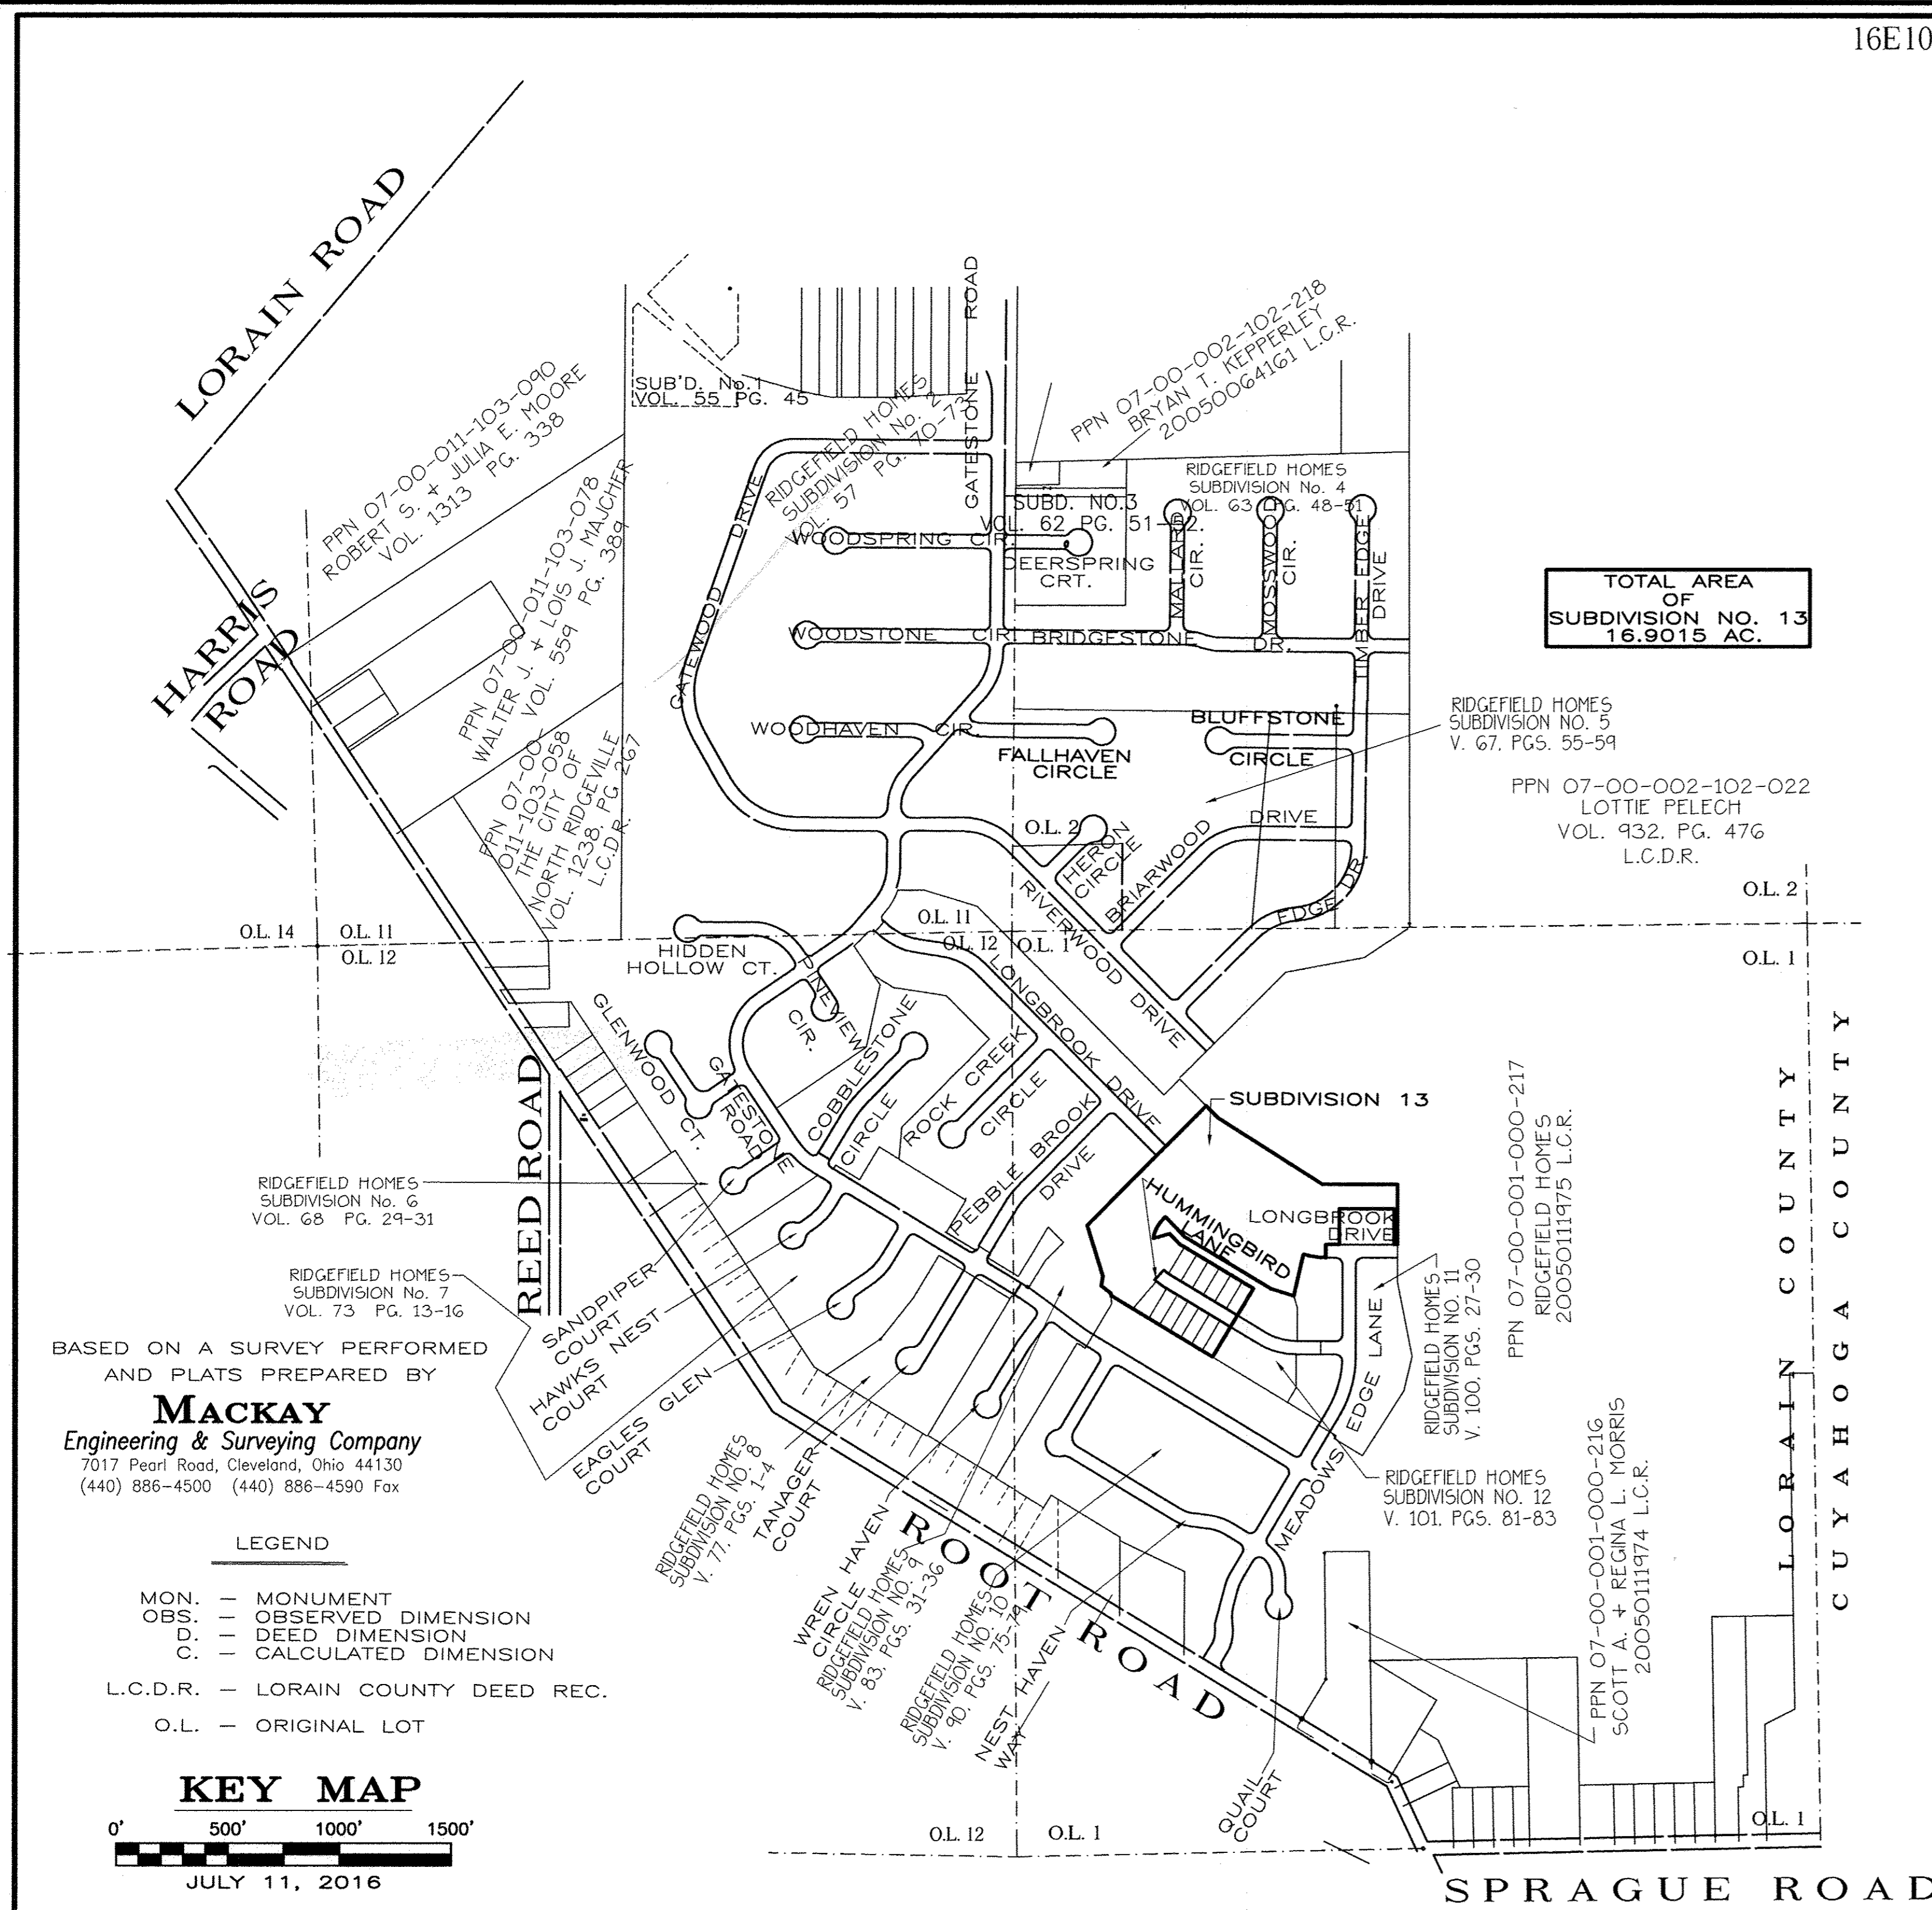 16E10
LORAIN ROAD
HARRIS
ROAD
PPN 07-00-011-103-090
ROBERT S. & JULIA E. MOORE
VOL. 1313 PG. 338
PPN 07-00-011-103-078
WALTER J. & LOIS J. MAJCHER
VOL. 559 PG. 389
PPN 07-00-
011-103-058
THE CITY OF
NORTH RIDGEVILLE
VOL. 1238, PG. 267
L.C.D.R.
SUB'D. No.1
VOL. 55 PG. 45
RIDGEFIELD HOMES
SUBDIVISION No. 2
VOL. 57 PG. 70-73
GATESTONE ROAD
PPN 07-00-002-102-218
BRYAN T. KEPPERLEY
20050064161 L.C.R.
RIDGEFIELD HOMES
SUBDIVISION No. 4
VOL. 63 PG. 48-51
SUBD. NO.3
VOL. 62 PG. 51-52.
GATEWOOD DRIVE
WOODSPRING CIR.
DEERSPRING
CRT.
MALLARD
CIR.
MOSSWOOD
CIR.
TIMBER EDGE
DRIVE
WOODSTONE CIR.
BRIDGESTONE DR.
TOTAL AREA
OF
SUBDIVISION NO. 13
16.9015 AC.
WOODHAVEN CIR.
FALLHAVEN
CIRCLE
BLUFFSTONE
CIRCLE
RIDGEFIELD HOMES
SUBDIVISION NO. 5
V. 67, PGS. 55-59
PPN 07-00-002-102-022
LOTTIE PELECH
VOL. 932, PG. 476
L.C.D.R.
O.L. 2
HERON
CIRCLE
BRIARWOOD DRIVE
EDGE DR.
RIVERWOOD DRIVE
O.L. 2
O.L. 14
O.L. 11
O.L. 12
O.L. 11
O.L. 12
O.L. 1
O.L. 1
HIDDEN
HOLLOW CT.
PINEVIEW
CIR.
LONGBROOK DRIVE
GLENWOOD CT.
GATESTONE
ROAD
COBBLESTONE
CIRCLE
ROCK CREEK
CIRCLE
PEBBLE BROOK
DRIVE
REED ROAD
SUBDIVISION 13
HUMMINGBIRD
LANE
LONGBROOK
DRIVE
PPN 07-00-001-000-217
RIDGEFIELD HOMES
20050111975 L.C.R.
LORAIN COUNTY
CUYAHOGA COUNTY
RIDGEFIELD HOMES
SUBDIVISION No. 6
VOL. 68 PG. 29-31
RIDGEFIELD HOMES
SUBDIVISION No. 7
VOL. 73 PG. 13-16
SANDPIPER
COURT
HAWKS NEST
COURT
EAGLES GLEN
COURT
RIDGEFIELD HOMES
SUBDIVISION NO. 11
V. 100, PGS. 27-30
MEADOWS EDGE LANE
RIDGEFIELD HOMES
SUBDIVISION NO. 12
V. 101, PGS. 81-83
BASED ON A SURVEY PERFORMED
AND PLATS PREPARED BY
MACKAY
Engineering & Surveying Company
7017 Pearl Road, Cleveland, Ohio 44130
(440) 886-4500 (440) 886-4590 Fax
RIDGEFIELD HOMES
SUBDIVISION NO. 8
V. 77, PGS. 1-4
TANAGER
COURT
WREN HAVEN
CIRCLE
RIDGEFIELD HOMES
SUBDIVISION NO. 9
V. 83, PGS. 31-36
RIDGEFIELD HOMES
SUBDIVISION NO. 10
V. 90, PGS. 75-79
NEST HAVEN
WAY
ROOT ROAD
QUAIL
COURT
PPN 07-00-001-000-216
SCOTT A. & REGINA L. MORRIS
20050111974 L.C.R.
LORAIN
LEGEND
MON. – MONUMENT
OBS. – OBSERVED DIMENSION
D. – DEED DIMENSION
C. – CALCULATED DIMENSION
L.C.D.R. – LORAIN COUNTY DEED REC.
O.L. – ORIGINAL LOT
KEY MAP
0' 500' 1000' 1500'
JULY 11, 2016
O.L. 12
O.L. 1
O.L. 1
SPRAGUE ROAD